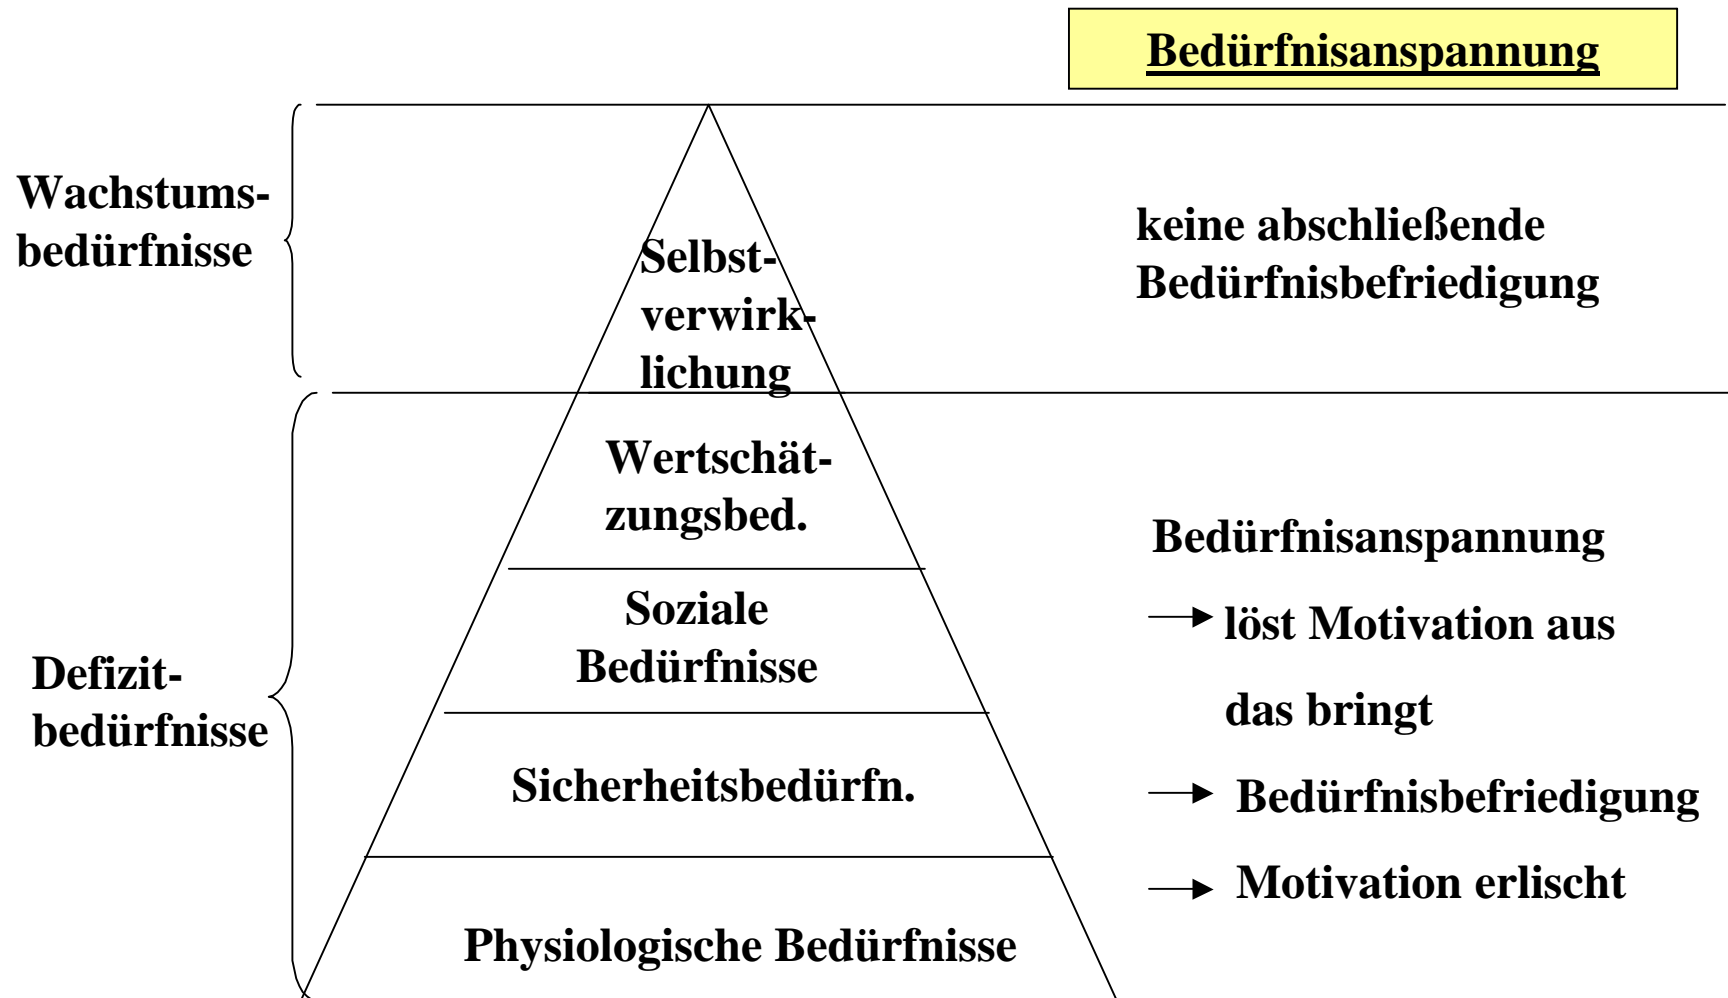 Bedürfnisanspannung
Wachstums-
bedürfnisse
Selbst-
verwirk-
lichung
keine abschließende
Bedürfnisbefriedigung
Defizit-
bedürfnisse
Wertschät-
zungsbed.
Soziale
Bedürfnisse
Sicherheitsbedürfn.
Physiologische Bedürfnisse
Bedürfnisanspannung
löst Motivation aus
das bringt
Bedürfnisbefriedigung
Motivation erlischt